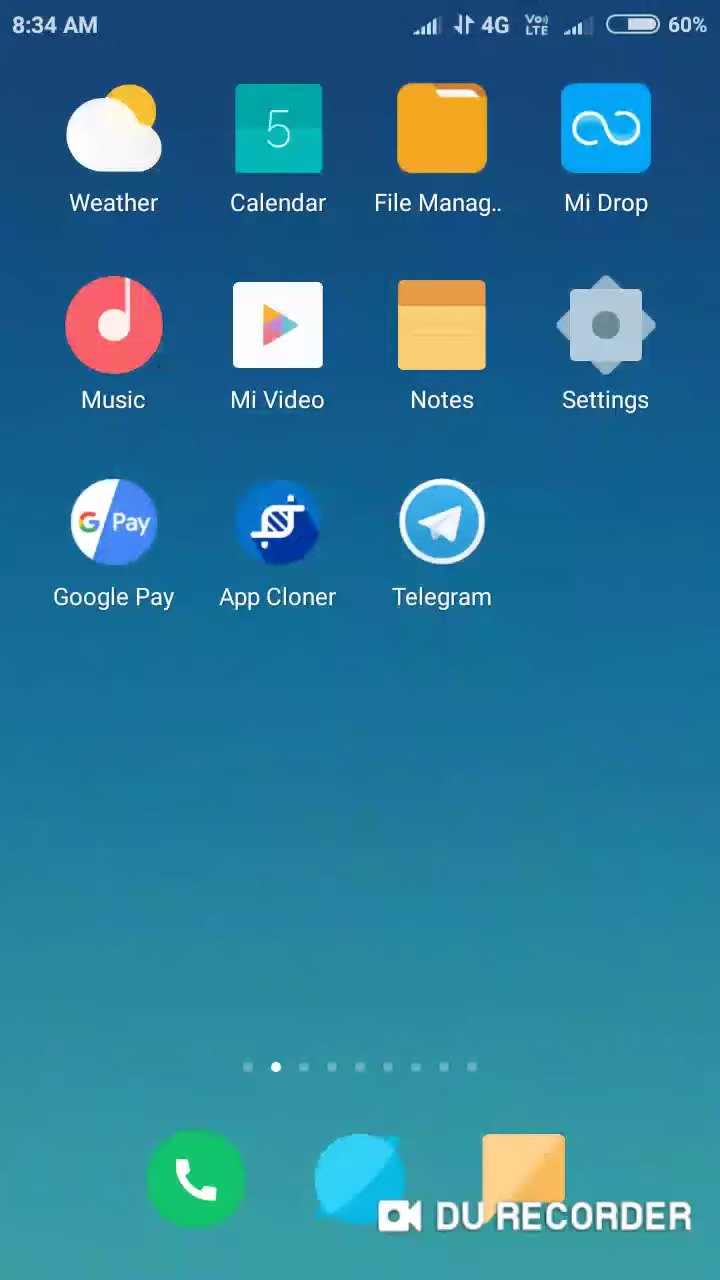 8:34 AM 4G Vo)) LTE 60%
5
Weather Calendar File Manag.. Mi Drop
Music Mi Video Notes Settings
G Pay
Google Pay App Cloner Telegram
DU RECORDER